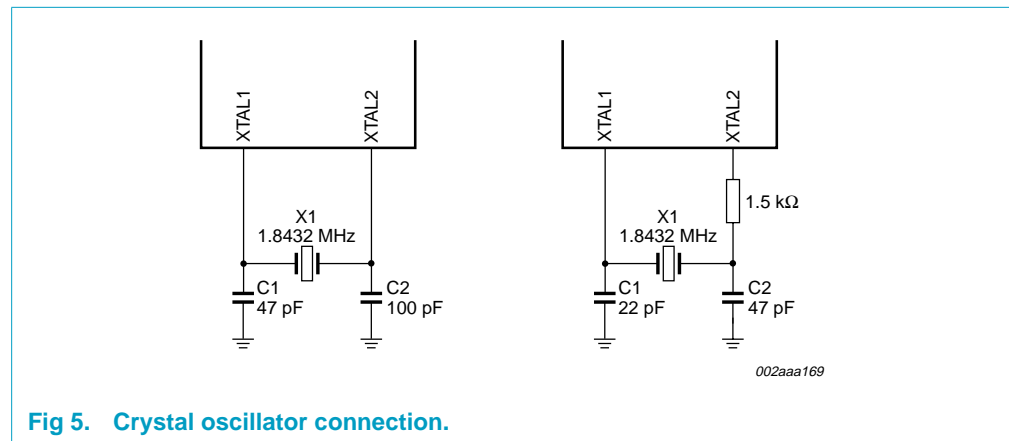 XTAL1
XTAL2
X1
1.8432 MHz
C1
47 pF
C2
100 pF
XTAL1
XTAL2
1.5 kΩ
X1
1.8432 MHz
C1
22 pF
C2
47 pF
002aaa169
Fig 5. Crystal oscillator connection.